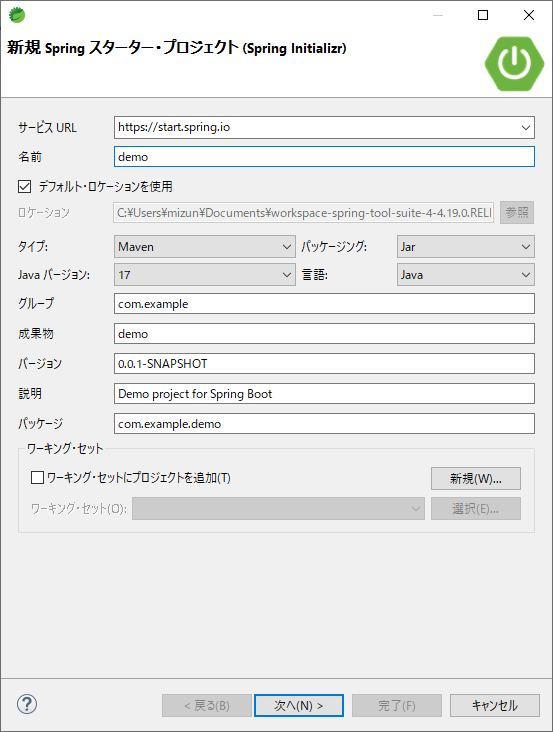 新規 Spring スターター・プロジェクト (Spring Initializr)
サービス URL https://start.spring.io
名前 demo
デフォルト・ロケーションを使用
ロケーション C:¥Users¥mizun¥Documents¥workspace-spring-tool-suite-4-4.19.0.RELI 参照
タイプ: Maven パッケージング: Jar
Java バージョン: 17 言語: Java
グループ com.example
成果物 demo
バージョン 0.0.1-SNAPSHOT
説明 Demo project for Spring Boot
パッケージ com.example.demo
ワーキング・セット
ワーキング・セットにプロジェクトを追加(T) 新規(W)...
ワーキング・セット(O): 選択(E)...
? < 戻る(B) 次へ(N) > 完了(F) キャンセル